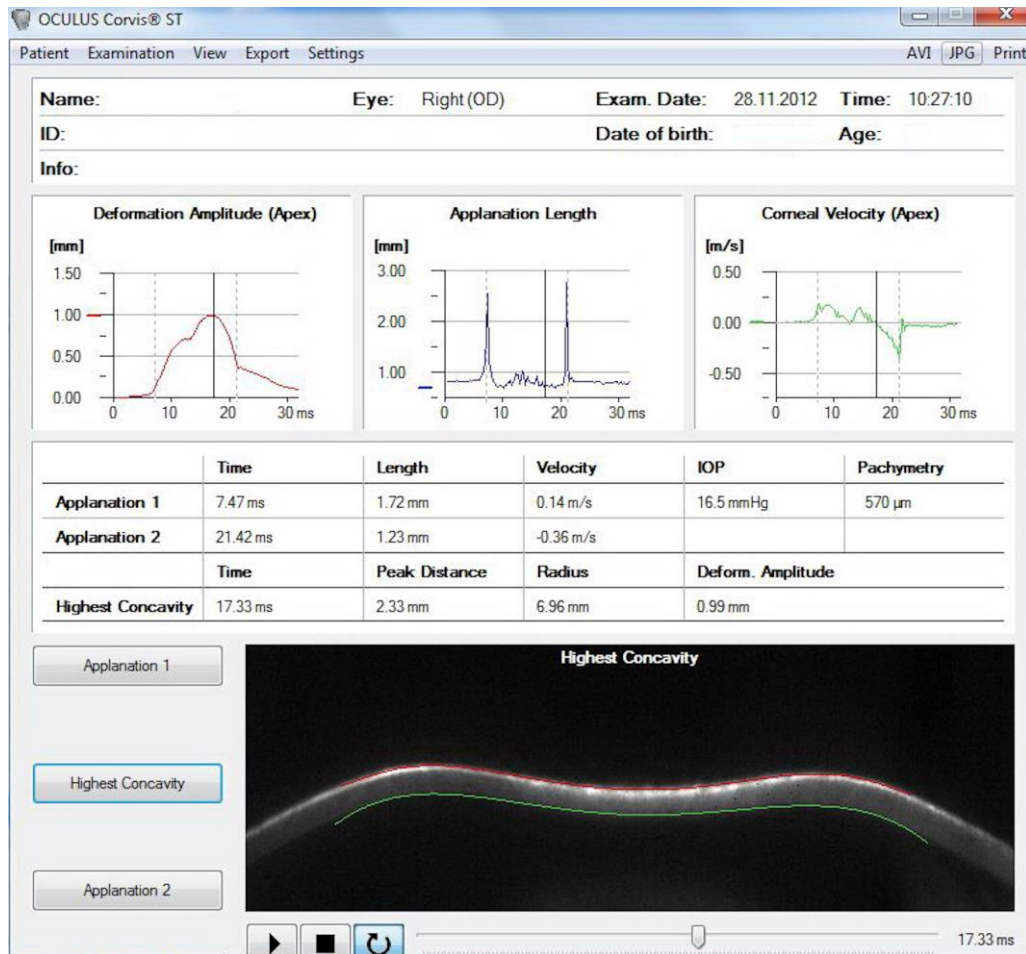 OCULUS Corvis® ST
Patient Examination View Export Settings AVI JPG Print
Name: Eye: Right (OD) Exam. Date: 28.11.2012 Time: 10:27:10
ID: Date of birth: Age:
Info:
Deformation Amplitude (Apex)
[mm]
1.50
1.00
0.50
0.00
0 10 20 30 ms
Applanation Length
[mm]
3.00
2.00
1.00
0 10 20 30 ms
Corneal Velocity (Apex)
[m/s]
0.50
0.00
-0.50
0 10 20 30 ms
Time Length Velocity IOP Pachymetry
Applanation 1 7.47 ms 1.72 mm 0.14 m/s 16.5 mmHg 570 µm
Applanation 2 21.42 ms 1.23 mm -0.36 m/s
Time Peak Distance Radius Deform. Amplitude
Highest Concavity 17.33 ms 2.33 mm 6.96 mm 0.99 mm
Applanation 1
Highest Concavity
Applanation 2
Highest Concavity
17.33 ms